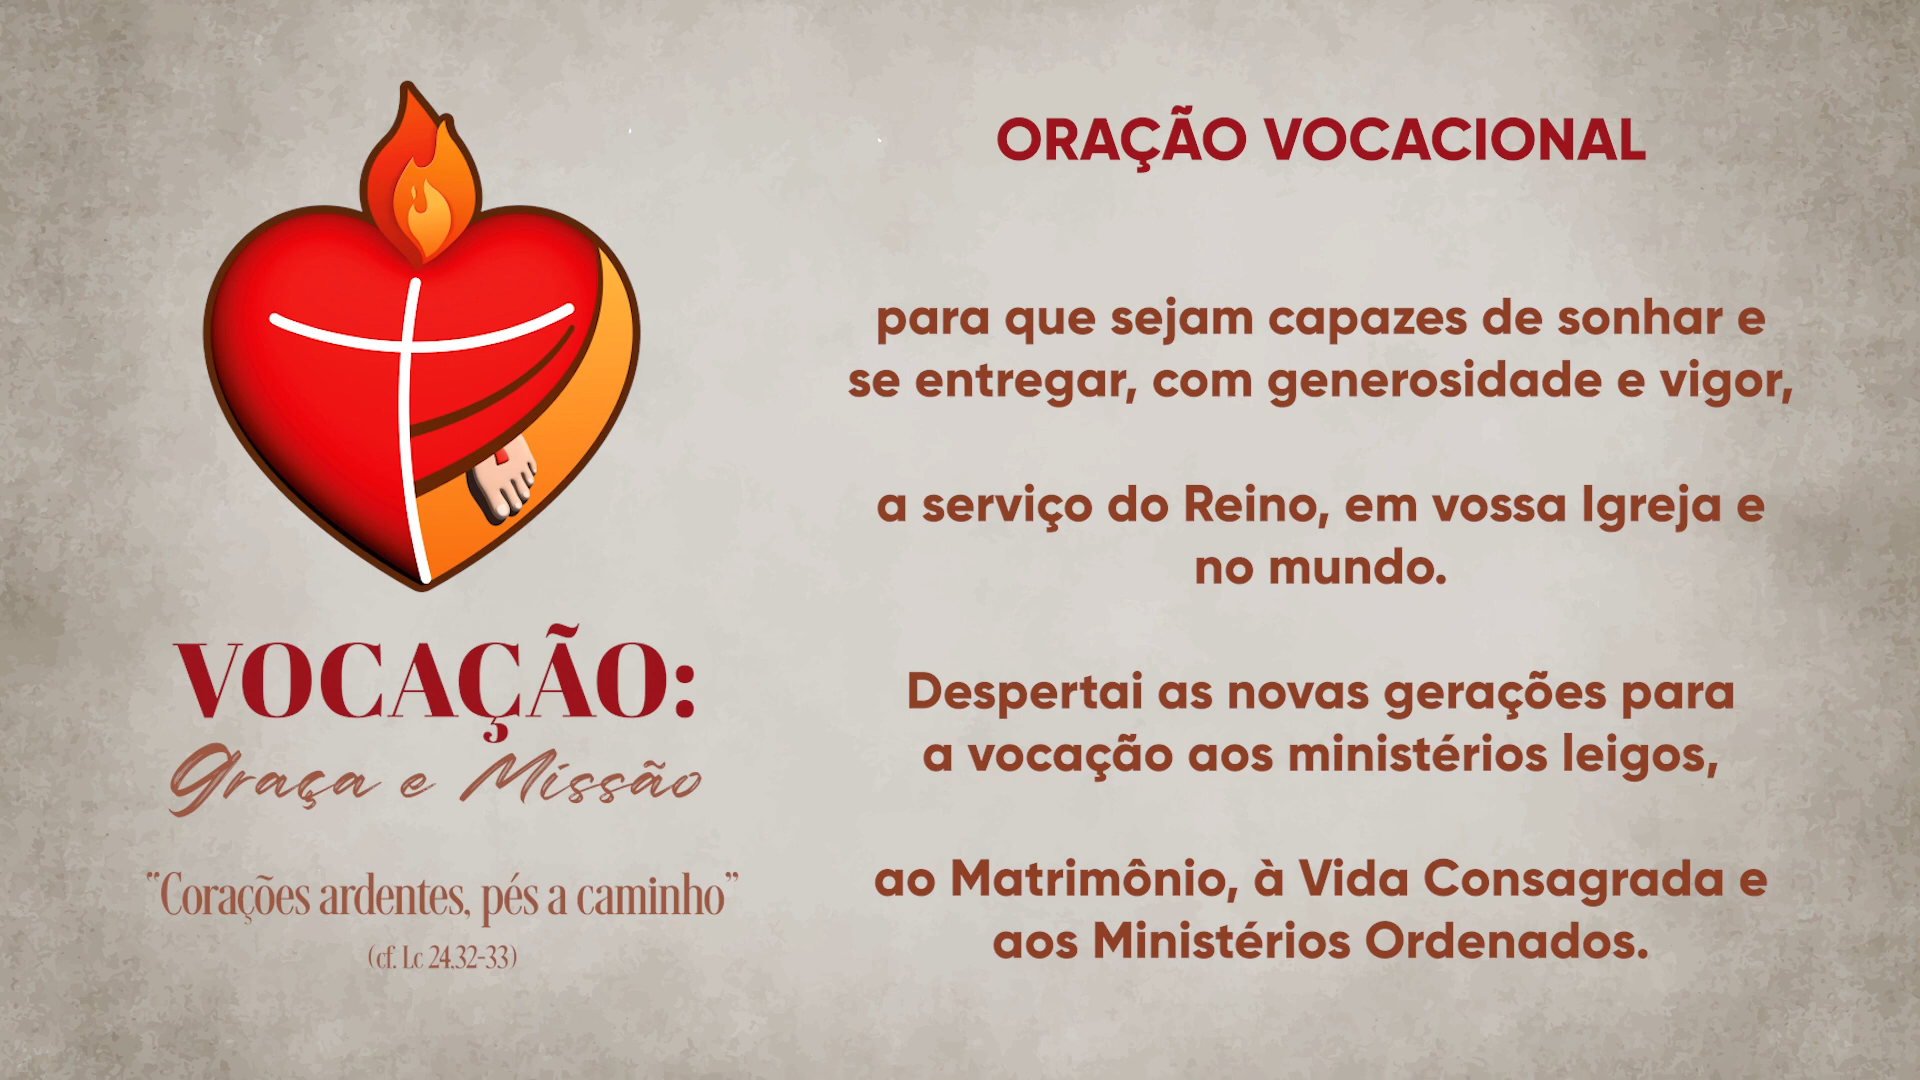 VOCAÇÃO:
Graça e Missão
“Corações ardentes, pés a caminho”
(cf. Lc 24,32-33)
ORAÇÃO VOCACIONAL
para que sejam capazes de sonhar e
se entregar, com generosidade e vigor,
a serviço do Reino, em vossa Igreja e
no mundo.
Despertai as novas gerações para
a vocação aos ministérios leigos,
ao Matrimônio, à Vida Consagrada e
aos Ministérios Ordenados.